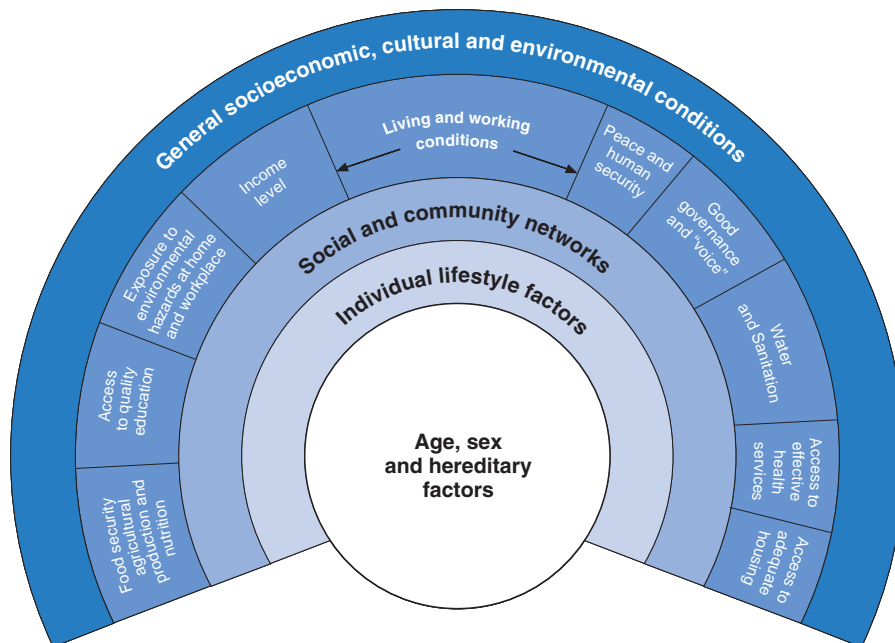 General socioeconomic, cultural and environmental conditions
Living and working
conditions
Income
level
Peace and
human
security
Good
governance
and "voice"
Exposure to
environmental
hazards at home
and workplace
Water
and Sanitation
Access
to quality
education
Access to
effective
health
services
Food security
agricultural
production and
nutrition
Access to
adequate
housing
Social and community networks
Individual lifestyle factors
Age, sex
and hereditary
factors